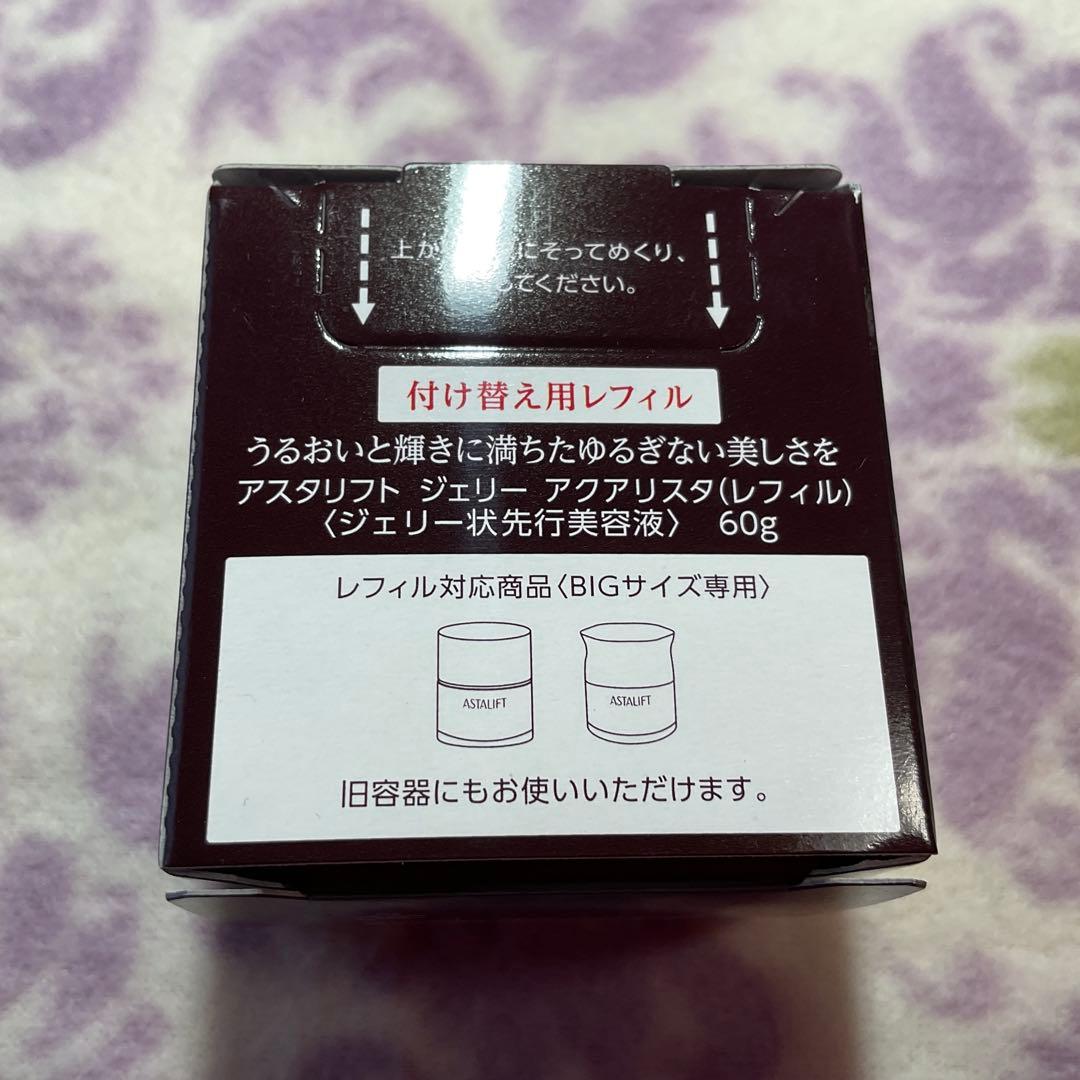 上か にそってめくり、
してください。
付け替え用レフィル
うるおいと輝きに満ちたゆるぎない美しさを
アスタリフト ジェリー アクアリスタ(レフィル)
〈ジェリー状先行美容液〉 60g
レフィル対応商品〈BIGサイズ専用〉
ASTALIFT
ASTALIFT
旧容器にもお使いいただけます。